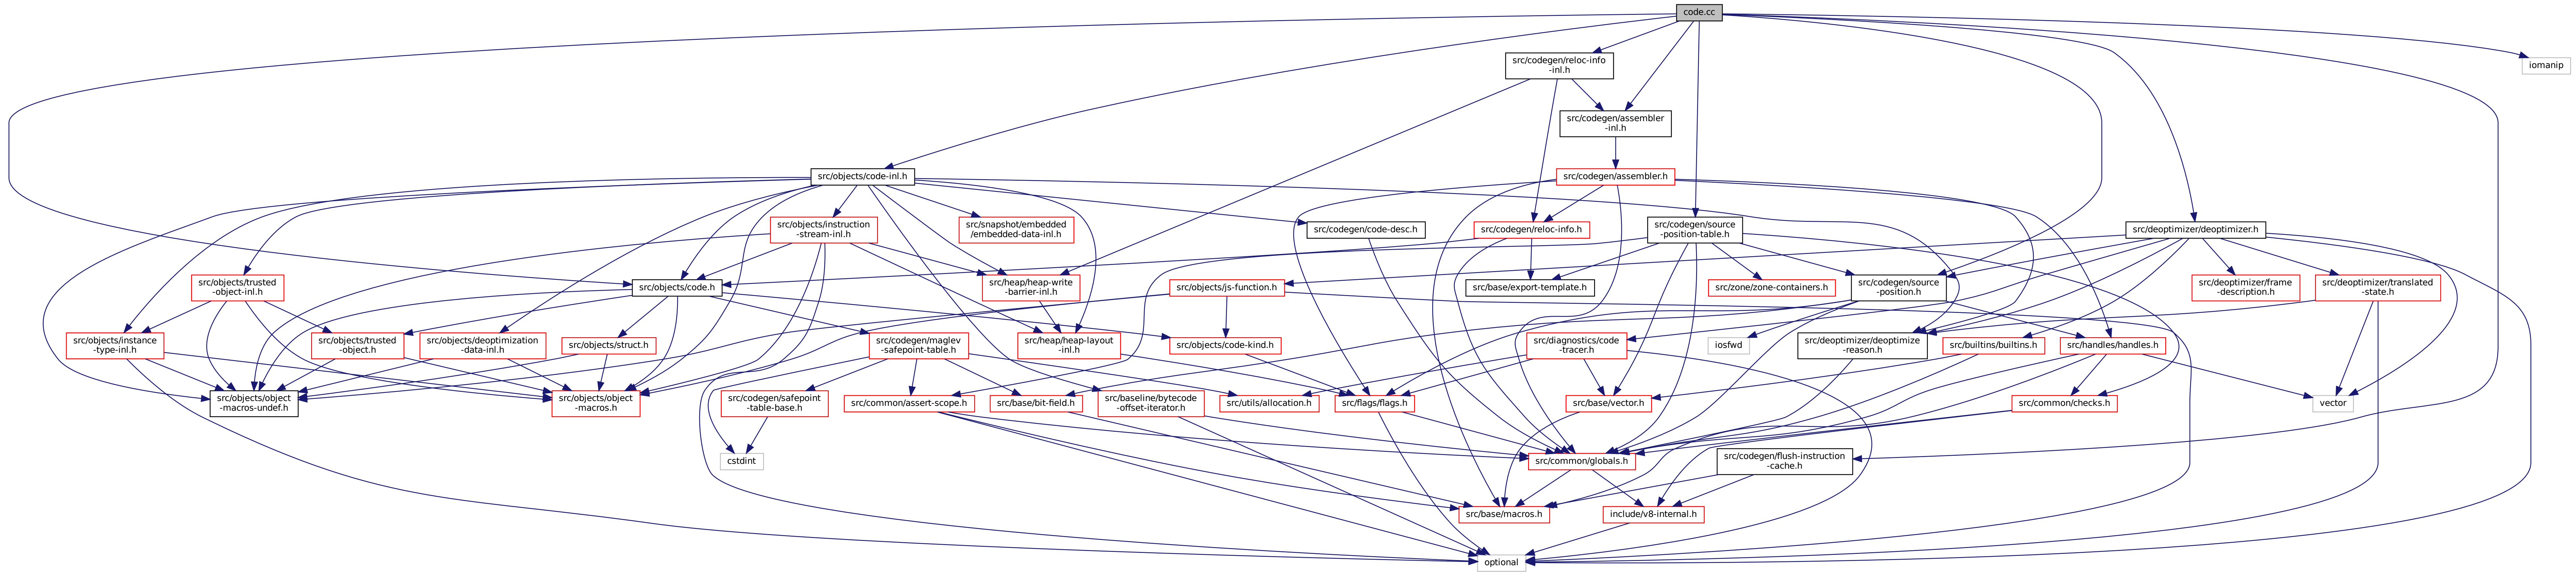 code.cc
src/codegen/reloc-info
-inl.h
iomanip
src/codegen/assembler
-inl.h
src/objects/code-inl.h
src/codegen/assembler.h
src/objects/instruction
-stream-inl.h
src/snapshot/embedded
/embedded-data-inl.h
src/codegen/code-desc.h
src/codegen/reloc-info.h
src/codegen/source
-position-table.h
src/deoptimizer/deoptimizer.h
src/objects/trusted
-object-inl.h
src/objects/code.h
src/heap/heap-write
-barrier-inl.h
src/objects/js-function.h
src/base/export-template.h
src/zone/zone-containers.h
src/codegen/source
-position.h
src/deoptimizer/frame
-description.h
src/deoptimizer/translated
-state.h
src/objects/instance
-type-inl.h
src/objects/trusted
-object.h
src/objects/deoptimization
-data-inl.h
src/objects/struct.h
src/codegen/maglev
-safepoint-table.h
src/heap/heap-layout
-inl.h
src/objects/code-kind.h
src/diagnostics/code
-tracer.h
iosfwd
src/deoptimizer/deoptimize
-reason.h
src/builtins/builtins.h
src/handles/handles.h
src/objects/object
-macros-undef.h
src/objects/object
-macros.h
src/codegen/safepoint
-table-base.h
src/common/assert-scope.h
src/base/bit-field.h
src/baseline/bytecode
-offset-iterator.h
src/utils/allocation.h
src/flags/flags.h
src/base/vector.h
src/common/checks.h
vector
cstdint
src/common/globals.h
src/codegen/flush-instruction
-cache.h
src/base/macros.h
include/v8-internal.h
optional